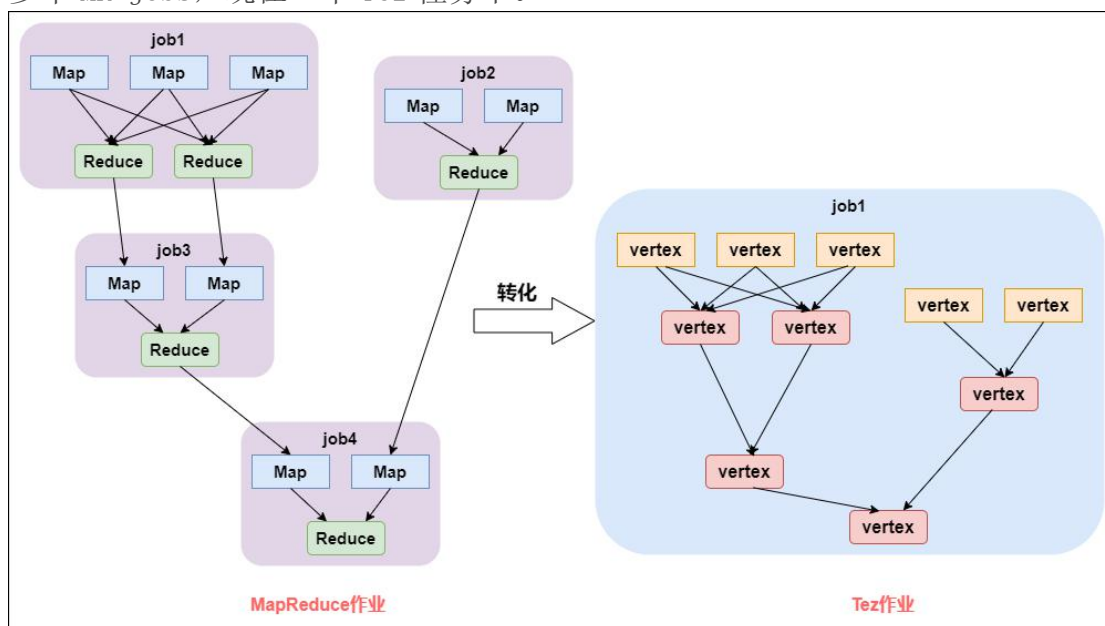 job1
Map
Map
Map
Reduce
Reduce
job2
Map
Map
Reduce
job3
Map
Map
Reduce
job4
Map
Map
Reduce
MapReduce作业
转化
job1
vertex
vertex
vertex
vertex
vertex
vertex
vertex
vertex
vertex
vertex
Tez作业